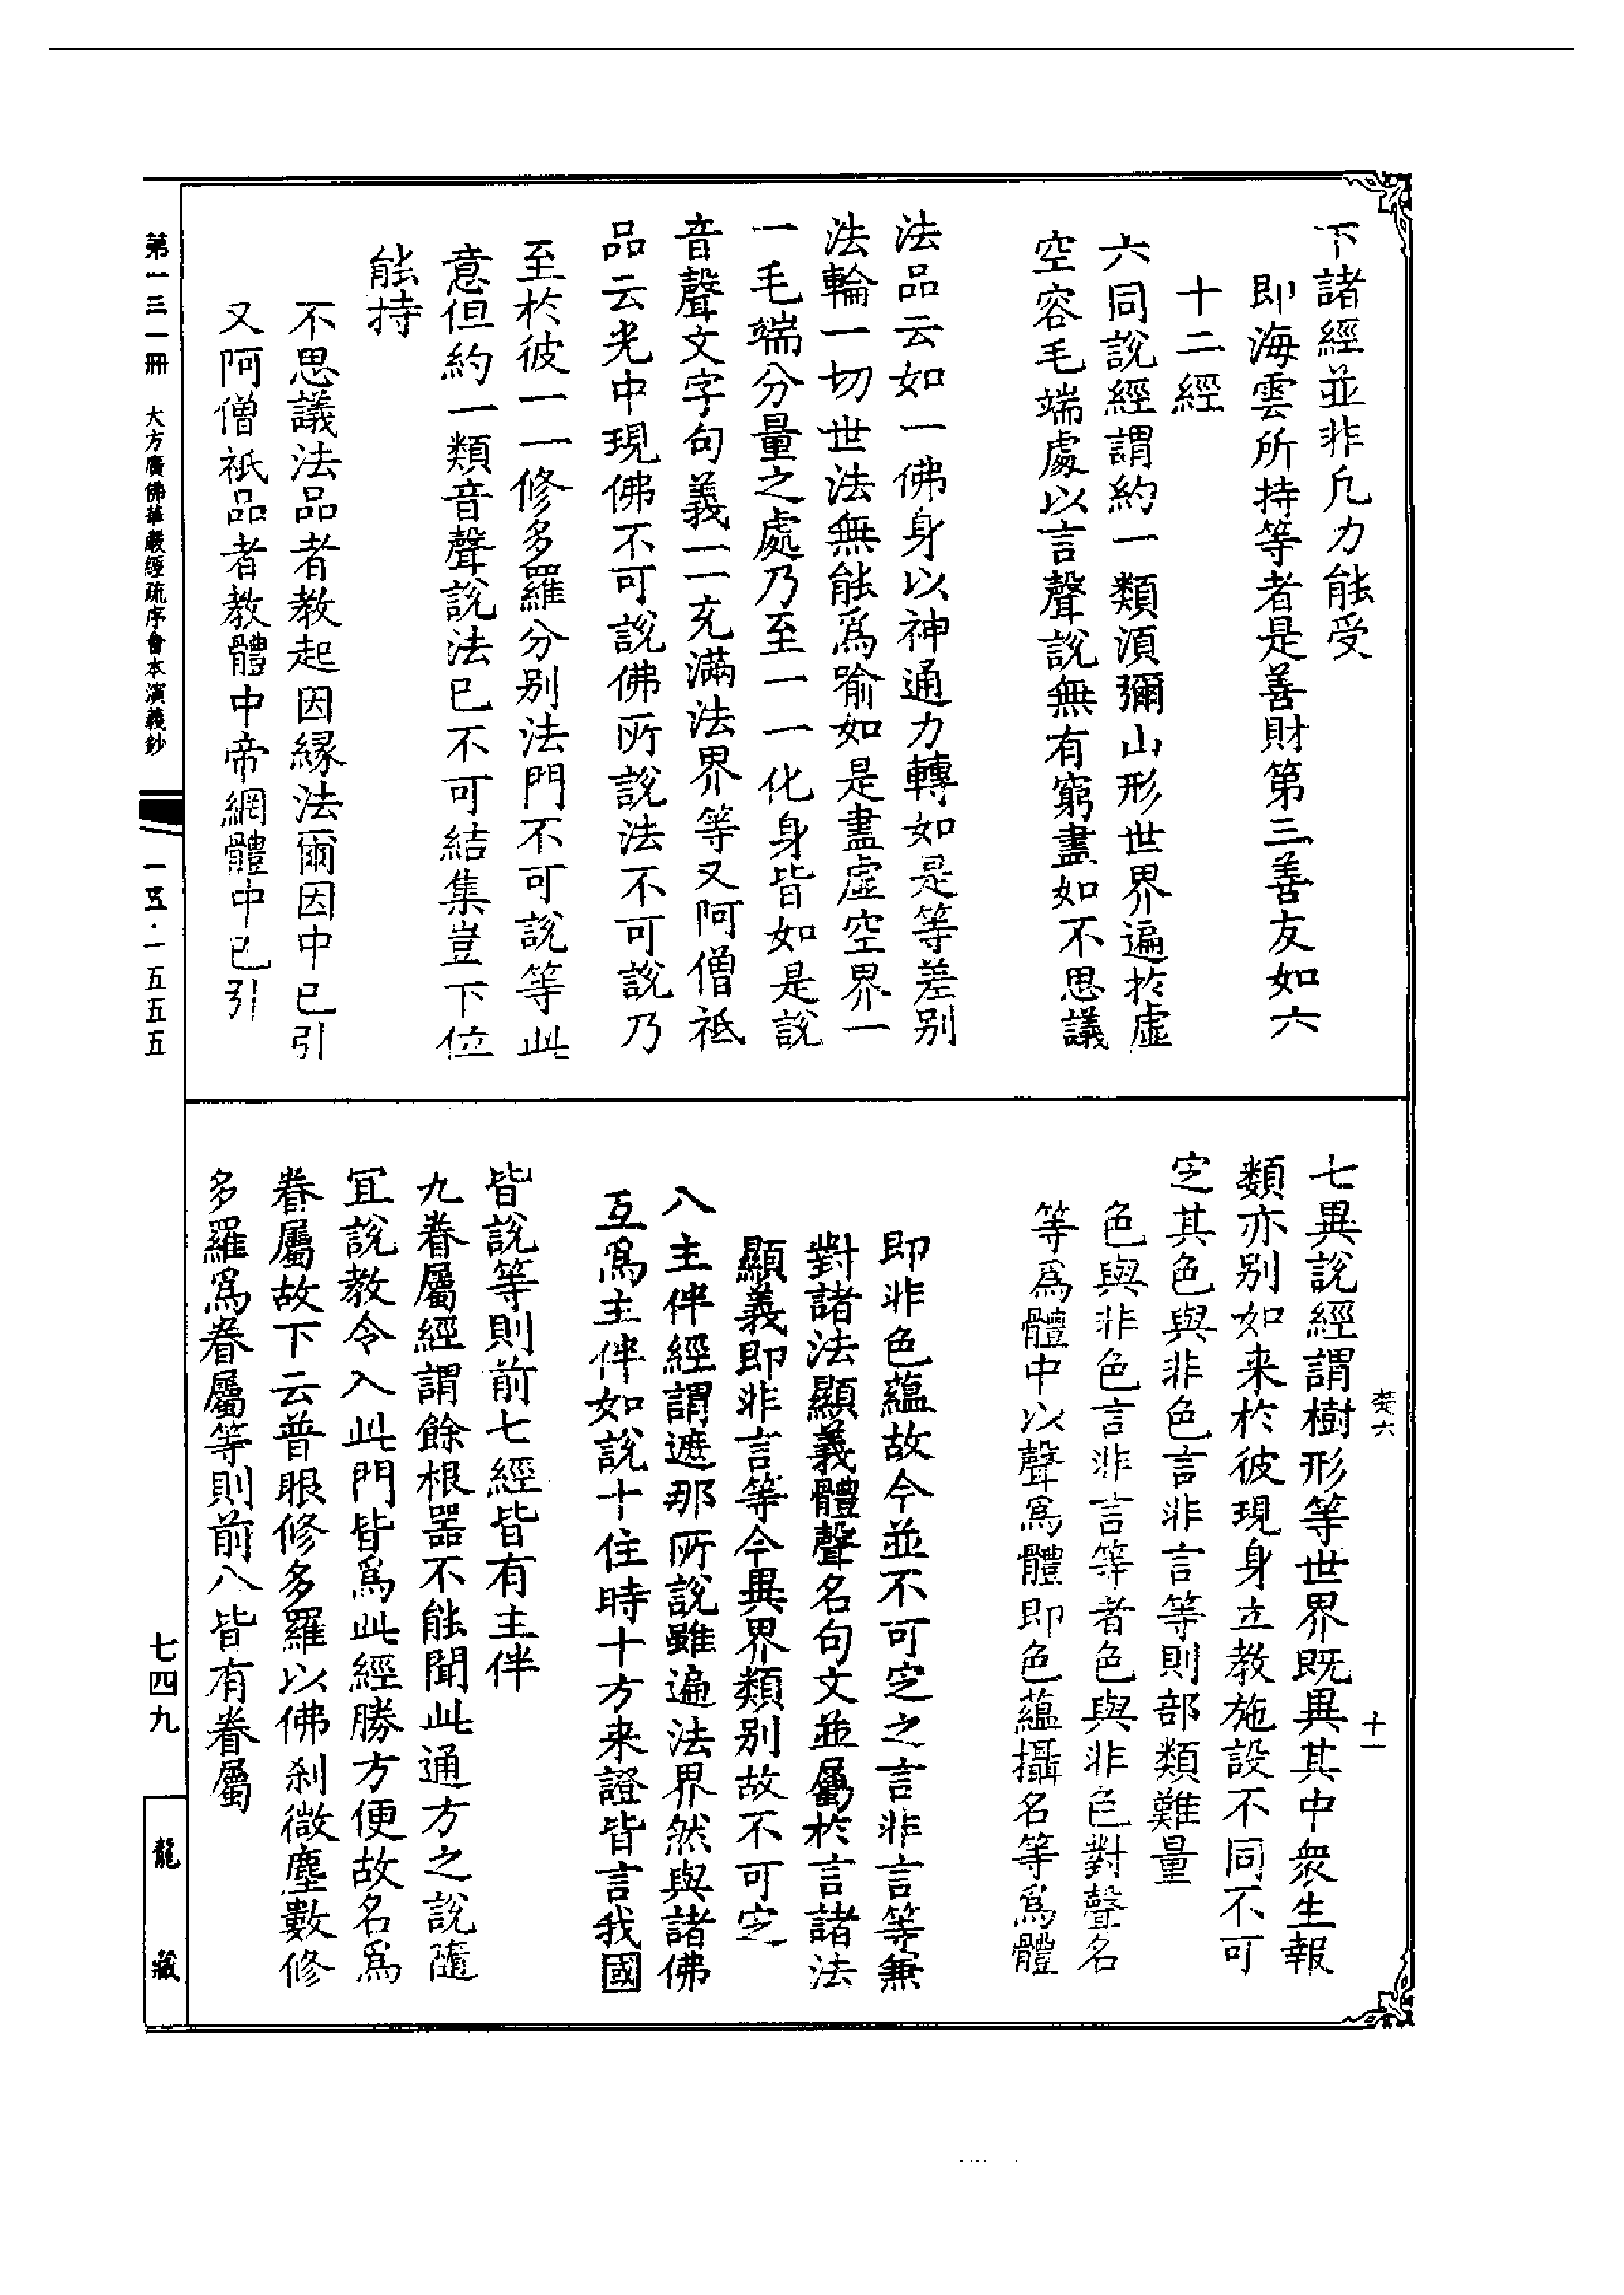 下諸經並非凡力能受
即海雲所持等者是善財第三善友如六
十二經
六同說經謂約一類須彌山形世界遍於虛
空容毛端處以言聲說無有窮盡如不思議
法品云如一佛身以神通力轉如是等差別
法輪一切世法無能爲喻如是盡虛空界一
一毛端分量之處乃至一一化身皆如是說
音聲文字句義一一充滿法界等又阿僧祇
品云光中現佛不可說佛所說法不可說乃
至於彼一一修多羅分別法門不可說等此
意但約一類音聲說法已不可結集豈下位
能持
不思議法品者教起因緣法爾因中已引
又阿僧祇品者教體中帝網體中已引
七異說經謂樹形等世界既異其中衆生報
類亦別如来於彼現身立教施設不同不可
定其色與非色言非言等則部類難量
色與非色言非言等者色與非色對聲名
等爲體中以聲爲體即色蘊攝名等爲體
即非色蘊故今並不可定之言非言等兼
對諸法顯義體聲名句文並屬於言諸法
顯義即非言等今異界類別故不可定
八主伴經謂遮那所說雖遍法界然與諸佛
互爲主伴如說十住時十方来證皆言我國
皆說等則前七經皆有主伴
九眷屬經謂餘根器不能聞此通方之說隨
宜說教令入此門皆爲此經勝方便故名爲
眷屬故下云普眼修多羅以佛刹微塵數修
多羅爲眷屬等則前八皆有眷屬
十一
第一三一冊 大方廣佛華嚴經疏序會本演義鈔
一五·一五五五
七四九
龍藏